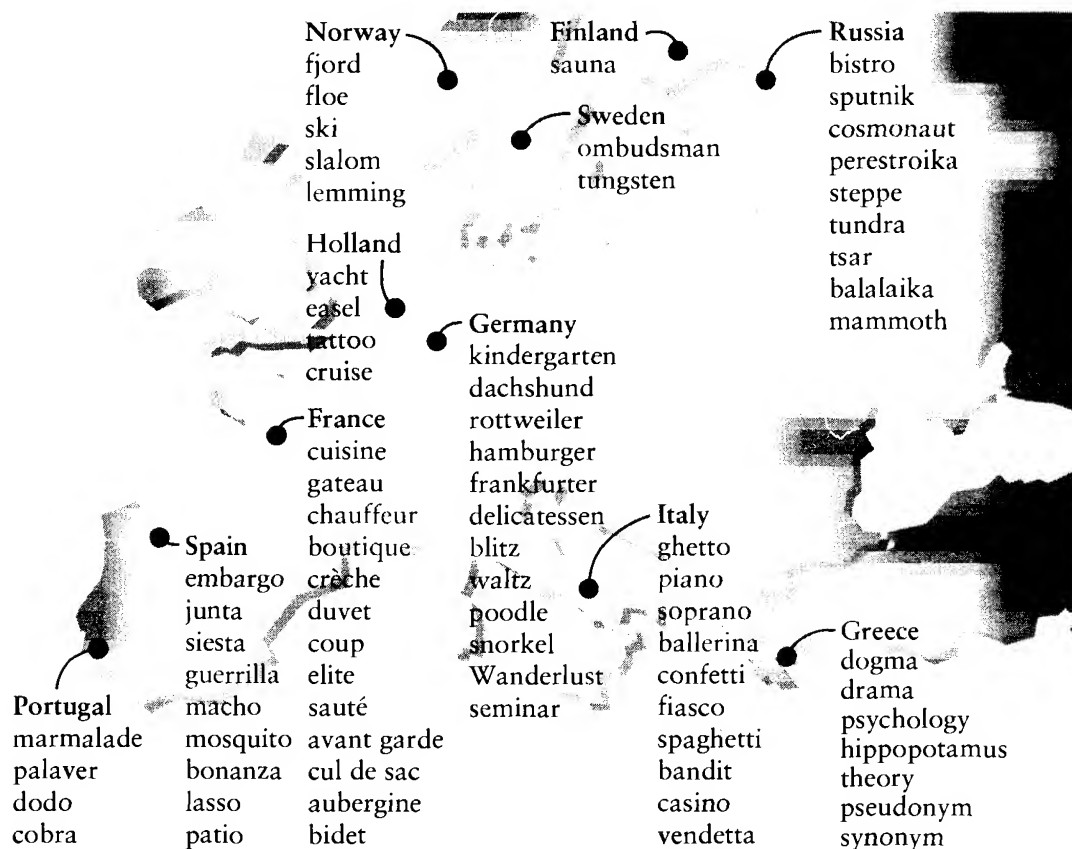 Norway
fjord
floe
ski
slalom
lemming
Finland
sauna
Sweden
ombudsman
tungsten
Russia
bistro
sputnik
cosmonaut
perestroika
steppe
tundra
tsar
balalaika
mammoth
Holland
yacht
easel
tattoo
cruise
Germany
kindergarten
dachshund
rottweiler
hamburger
frankfurter
delicatessen
blitz
waltz
poodle
snorkel
Wanderlust
seminar
France
cuisine
gateau
chauffeur
boutique
crèche
duvet
coup
elite
sauté
avant garde
cul de sac
aubergine
bidet
Spain
embargo
junta
siesta
guerrilla
macho
mosquito
bonanza
lasso
patio
Italy
ghetto
piano
soprano
ballerina
confetti
fiasco
spaghetti
bandit
casino
vendetta
Greece
dogma
drama
psychology
hippopotamus
theory
pseudonym
synonym
Portugal
marmalade
palaver
dodo
cobra